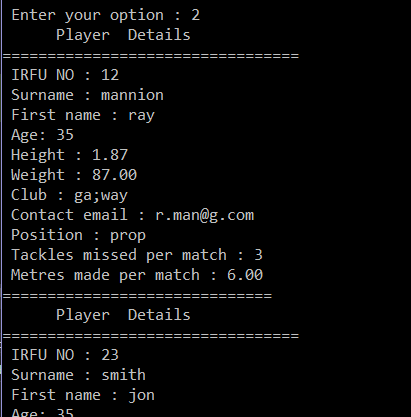 Enter your option : 2
Player Details
=================================
IRFU NO : 12
Surname : mannion
First name : ray
Age: 35
Height : 1.87
Weight : 87.00
Club : ga;way
Contact email : r.man@g.com
Position : prop
Tackles missed per match : 3
Metres made per match : 6.00
==============================
Player Details
=================================
IRFU NO : 23
Surname : smith
First name : jon
Age: 35